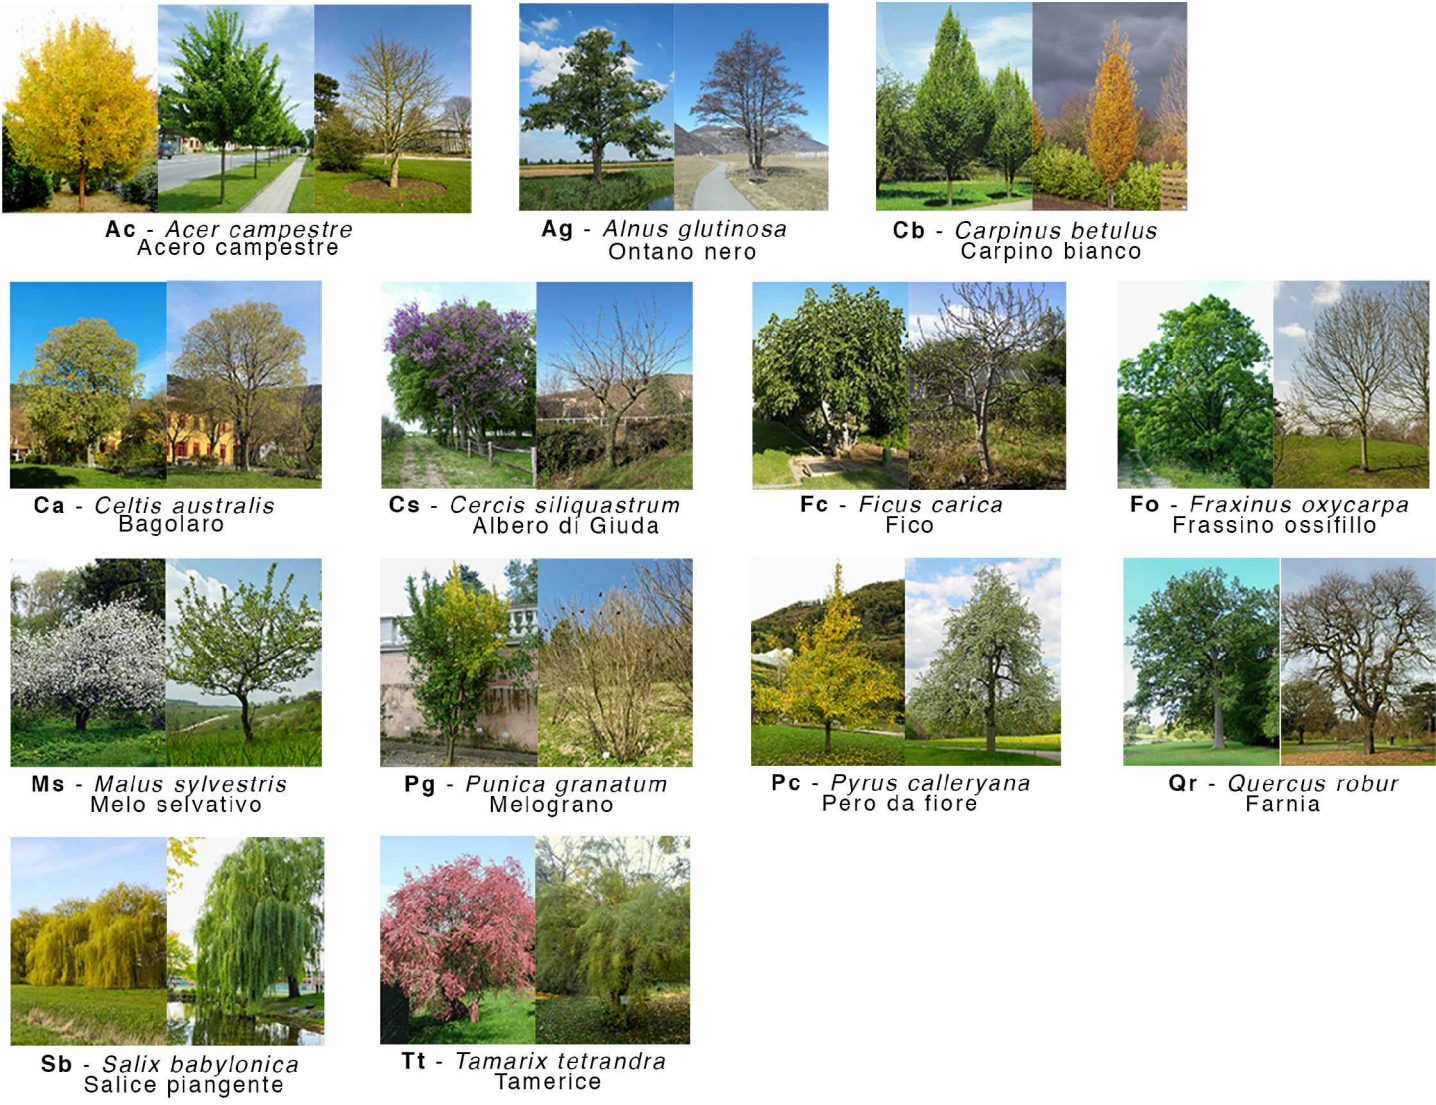 Ac - Acer campestre
Acero campestre
Ag - Alnus glutinosa
Ontano nero
Cb - Carpinus betulus
Carpino bianco
Ca - Celtis australis
Bagolaro
Cs - Cercis siliquastrum
Albero di Giuda
Fc - Ficus carica
Fico
Fo - Fraxinus oxycarpa
Frassino ossifillo
Ms - Malus sylvestris
Melo selvativo
Pg - Punica granatum
Melograno
Pc - Pyrus calleryana
Pero da fiore
Qr - Quercus robur
Farnia
Sb - Salix babylonica
Salice piangente
Tt - Tamarix tetrandra
Tamerice